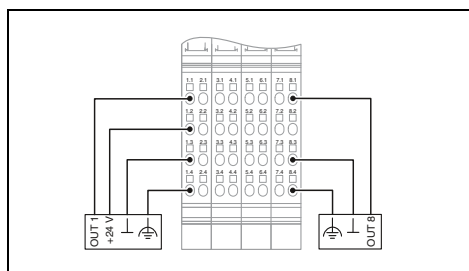 1.1 2.1 3.1 4.1 5.1 6.1 7.1 8.1
1.2 2.2 3.2 4.2 5.2 6.2 7.2 8.2
1.3 2.3 3.3 4.3 5.3 6.3 7.3 8.3
1.4 2.4 3.4 4.4 5.4 6.4 7.4 8.4
OUT 1
+24 V
OUT 8